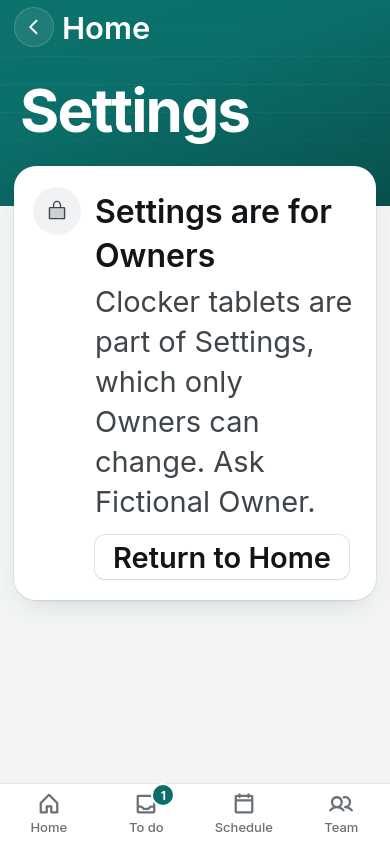 Home
Settings
Settings are for
Owners
Clocker tablets are
part of Settings,
which only
Owners can
change. Ask
Fictional Owner.
Return to Home
1
Home
To do
Schedule
Team